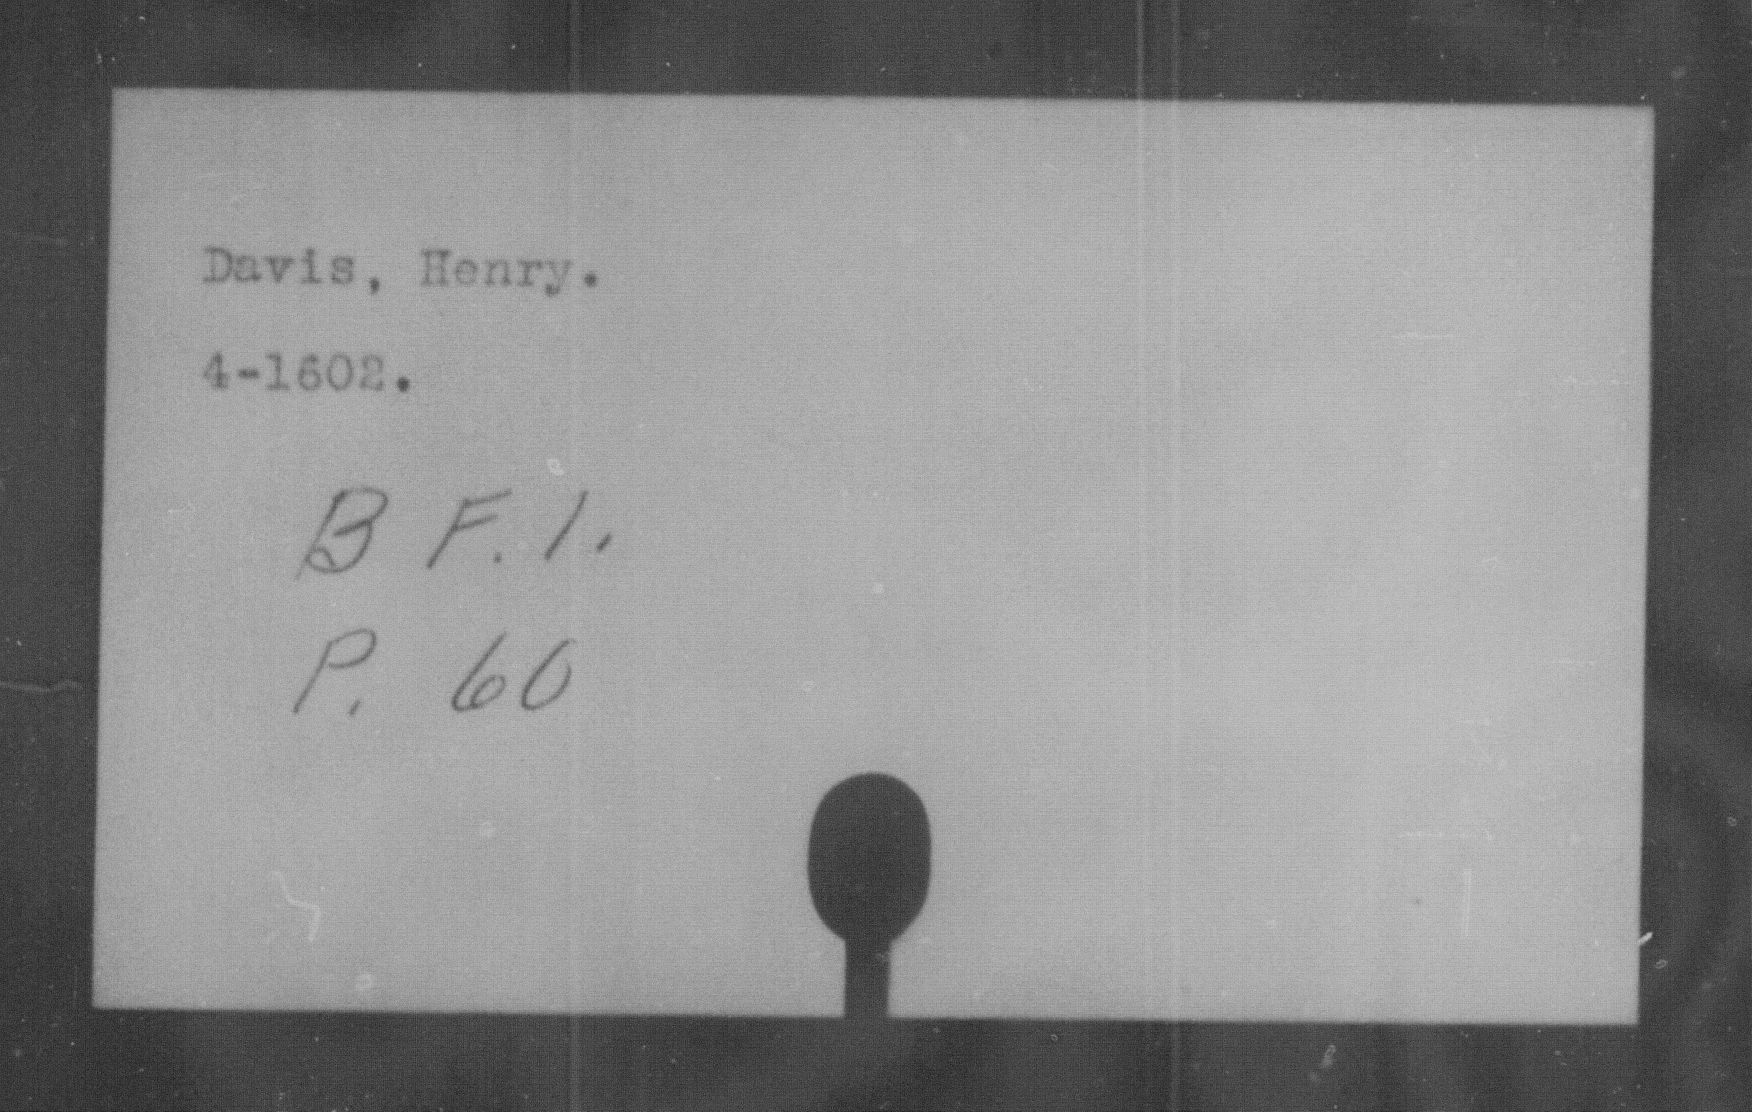 Davis, Henry.
4-1602.
B F. 1.
P. 60